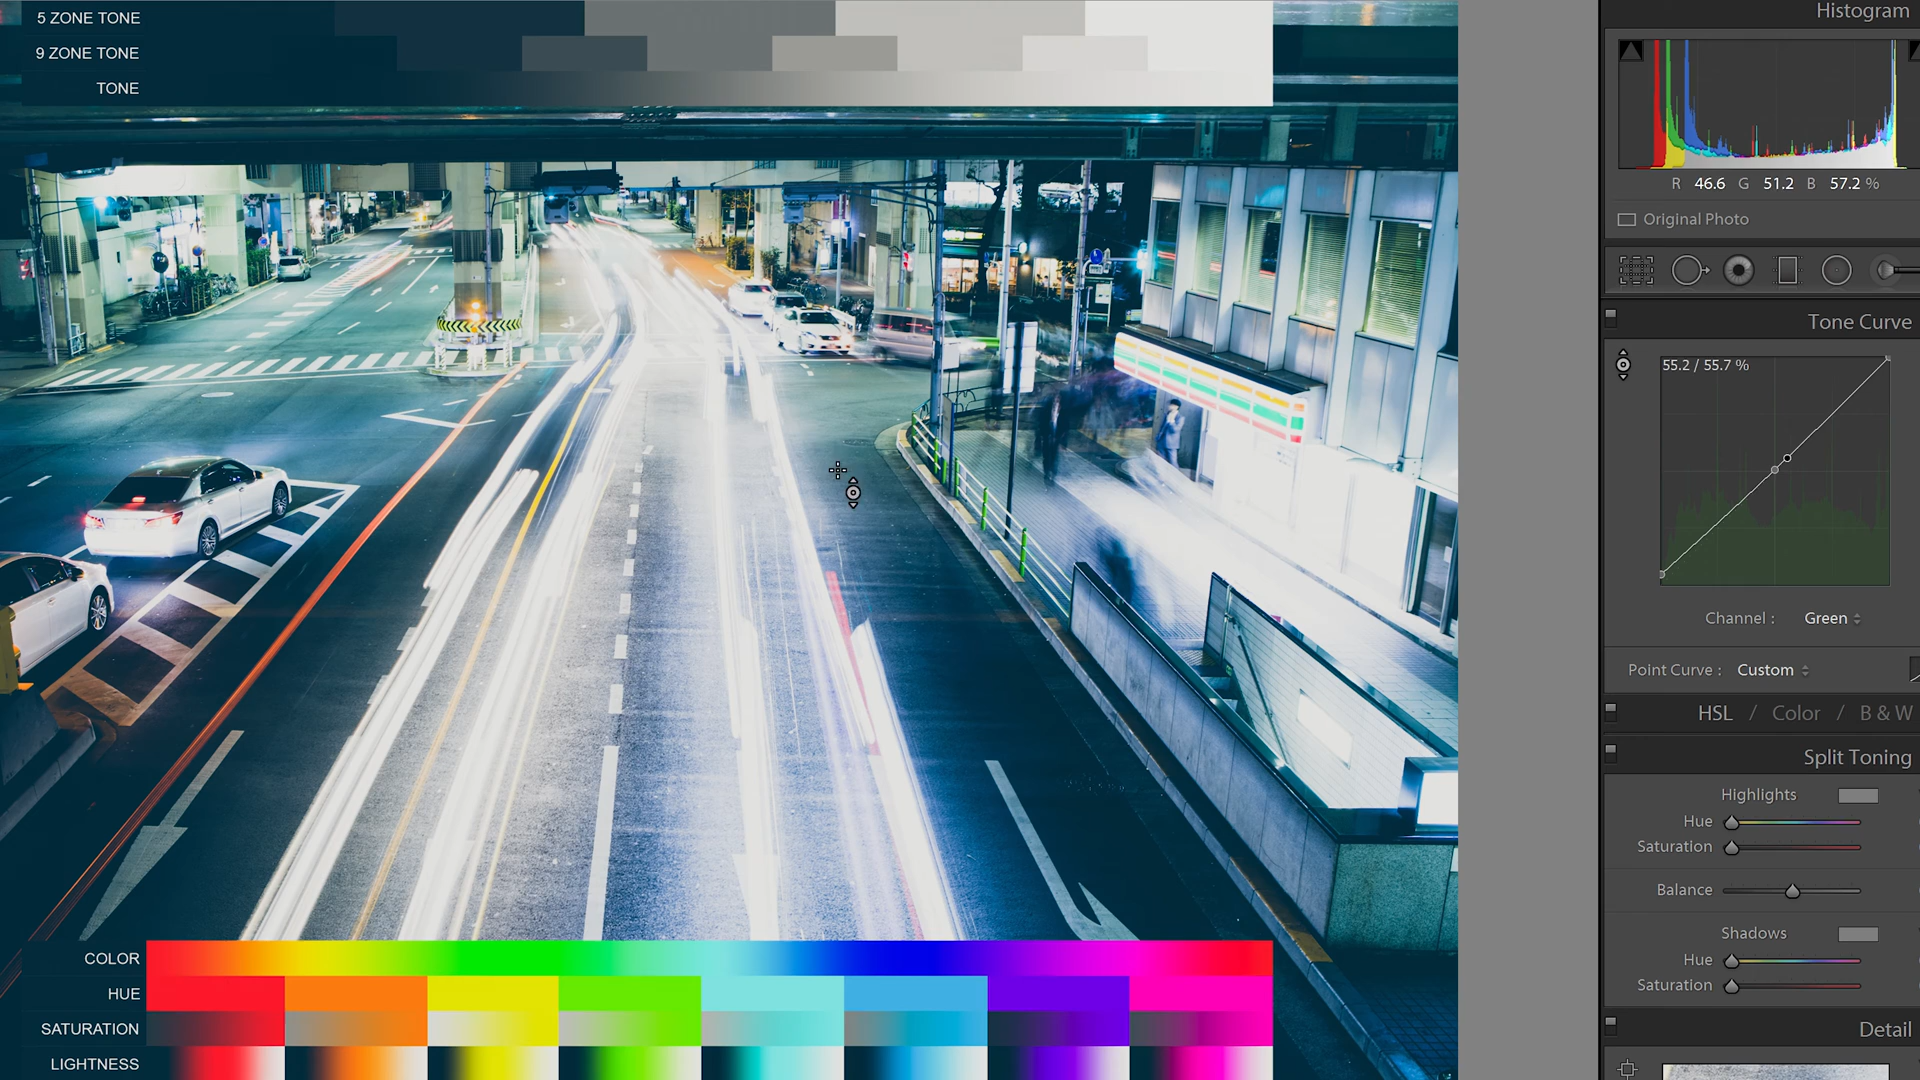 5 ZONE TONE
9 ZONE TONE
TONE
Histogram
R 46.6 G 51.2 B 57.2 %
Original Photo
Tone Curve
55.2 / 55.7 %
Channel : Green
Point Curve : Custom
HSL / Color / B & W
Split Toning
Highlights
Hue
Saturation
Balance
Shadows
Hue
Saturation
Detail
COLOR
HUE
SATURATION
LIGHTNESS